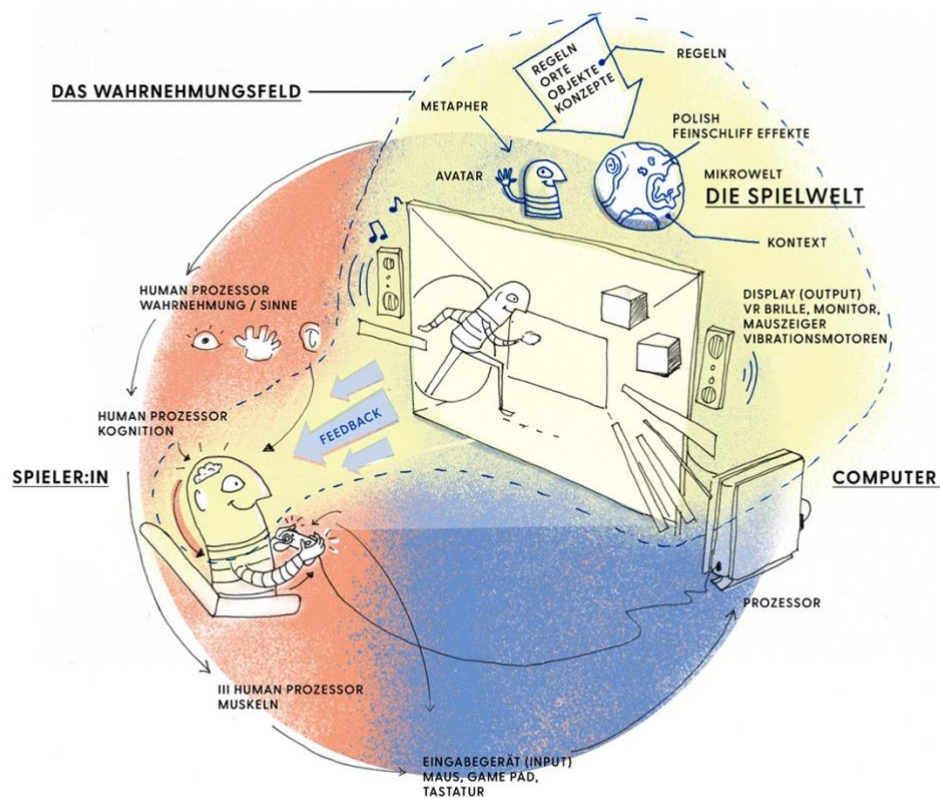 DAS WAHRNEHMUNGSFELD
REGELN
ORTE
OBJEKTE
KONZEPTE
REGELN
METAPHER
POLISH
FEINSCHLIFF EFFEKTE
AVATAR
MIKROWELT
DIE SPIELWELT
KONTEXT
HUMAN PROZESSOR
WAHRNEHMUNG / SINNE
DISPLAY (OUTPUT)
VR BRILLE, MONITOR,
MAUSZEIGER
VIBRATIONSMOTOREN
HUMAN PROZESSOR
KOGNITION
FEEDBACK
SPIELER:IN
COMPUTER
PROZESSOR
III HUMAN PROZESSOR
MUSKELN
EINGABEGERÄT (INPUT)
MAUS, GAME PAD,
TASTATUR